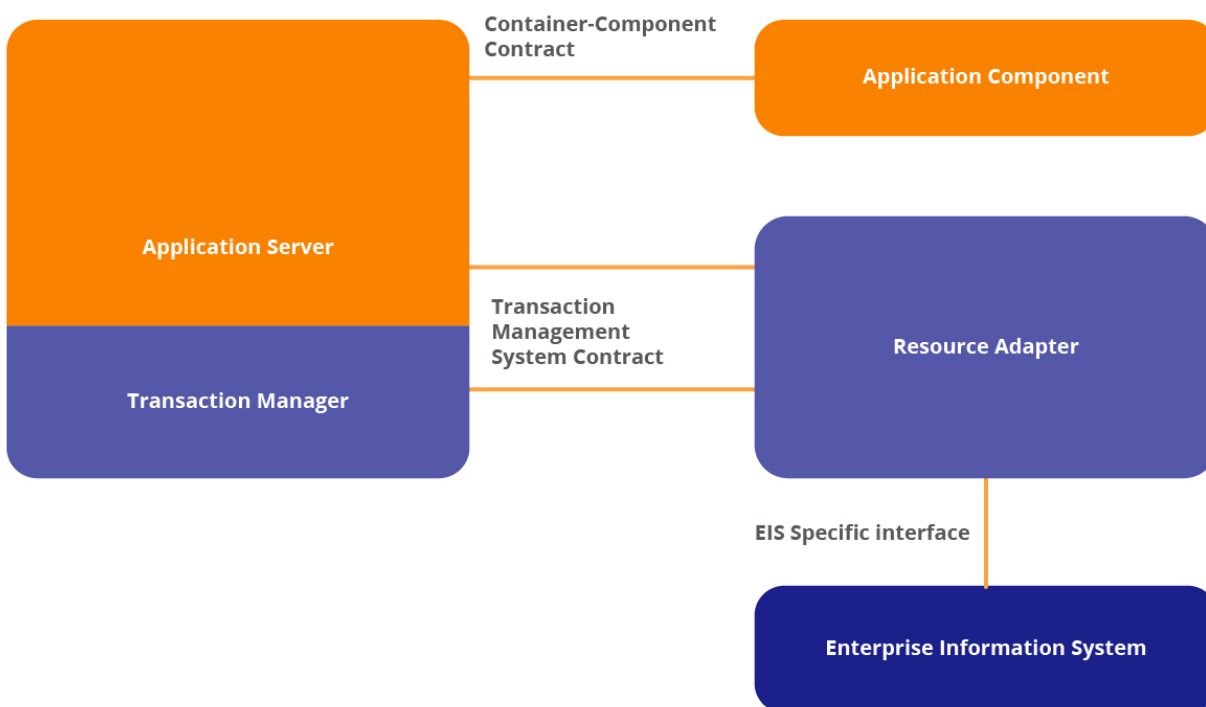 Container-Component
Contract
Application Component
Application Server
Transaction
Management
System Contract
Resource Adapter
Transaction Manager
EIS Specific interface
Enterprise Information System